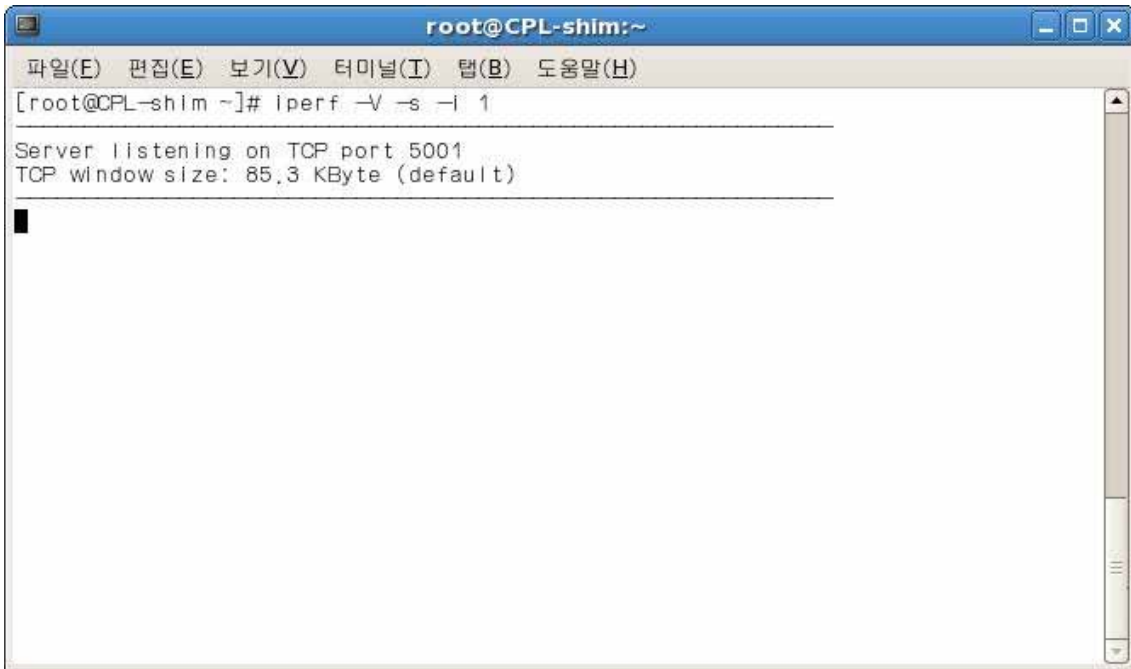 root@CPL-shim:~
파일(F) 편집(E) 보기(V) 터미널(T) 탭(B) 도움말(H)
[root@CPL-shim ~]# iperf -V -s -i 1
------------------------------------------------------------
Server listening on TCP port 5001
TCP window size: 85.3 KByte (default)
------------------------------------------------------------